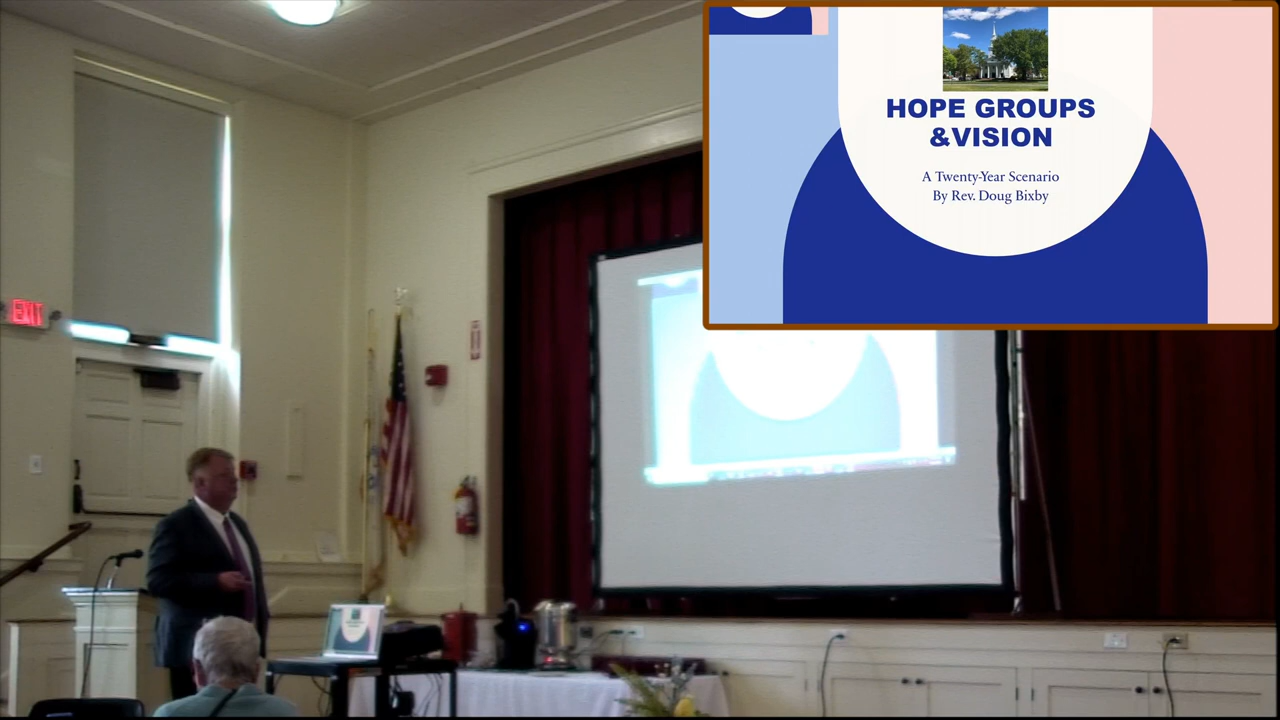 HOPE GROUPS
&VISION
A Twenty-Year Scenario
By Rev. Doug Bixby
EXIT